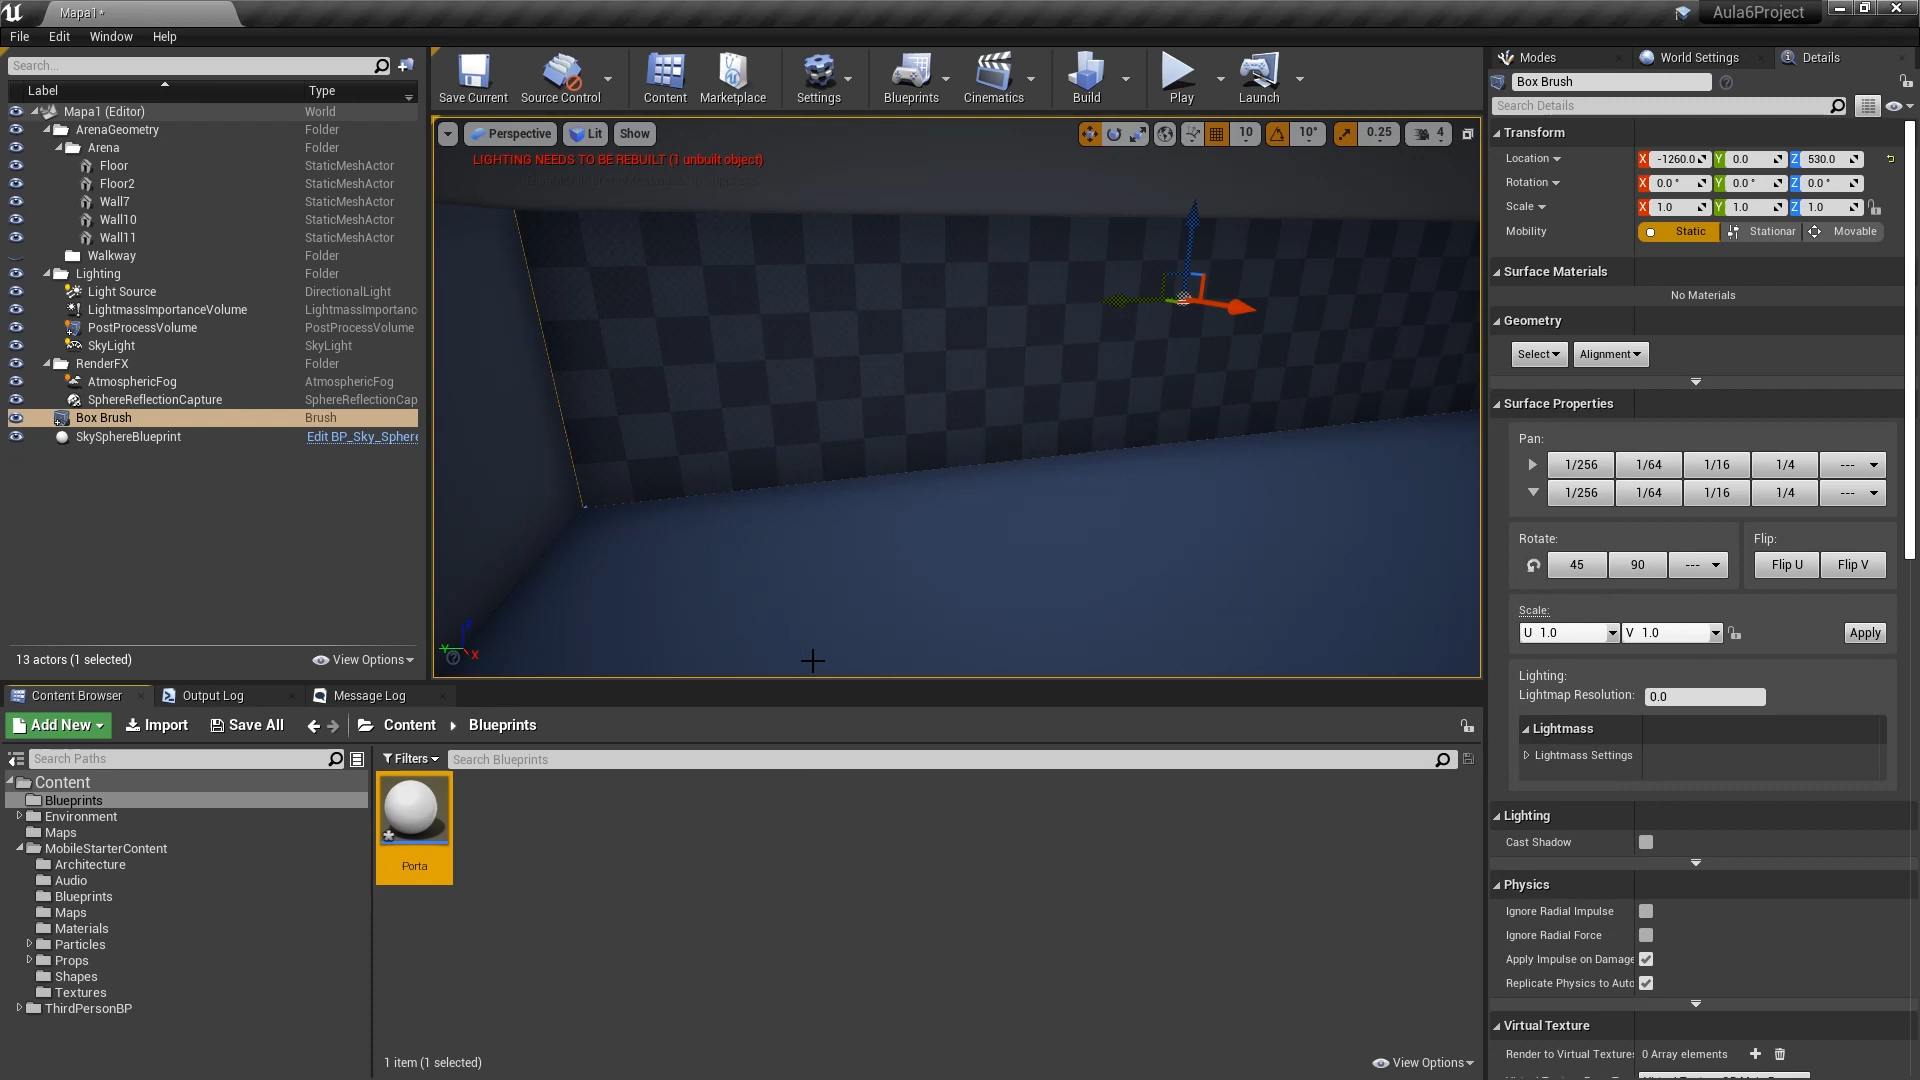 Mapa1*
Aula6Project
File Edit Window Help
Search...
Label Type
Mapa1 (Editor) World
ArenaGeometry Folder
Arena Folder
Floor StaticMeshActor
Floor2 StaticMeshActor
Wall7 StaticMeshActor
Wall10 StaticMeshActor
Wall11 StaticMeshActor
Walkway Folder
Lighting Folder
Light Source DirectionalLight
LightmassImportanceVolume LightmassImportanc
PostProcessVolume PostProcessVolume
SkyLight SkyLight
RenderFX Folder
AtmosphericFog AtmosphericFog
SphereReflectionCapture SphereReflectionCap
Box Brush Brush
SkySphereBlueprint Edit BP_Sky_Sphere
13 actors (1 selected) View Options
Save Current Source Control Content Marketplace Settings Blueprints Cinematics Build Play Launch
Perspective Lit Show 10 10° 0.25 4
LIGHTING NEEDS TO BE REBUILT (1 unbuilt object)
Z
Y
X
Modes World Settings Details
Box Brush
Search Details
Transform
Location X -1260.0 Y 0.0 Z 530.0
Rotation X 0.0 ° Y 0.0 ° Z 0.0 °
Scale X 1.0 Y 1.0 Z 1.0
Mobility Static Stationar Movable
Surface Materials
No Materials
Geometry
Select Alignment
Surface Properties
Pan:
1/256 1/64 1/16 1/4 ---
1/256 1/64 1/16 1/4 ---
Rotate: Flip:
45 90 --- Flip U Flip V
Scale:
U 1.0 V 1.0 Apply
Lighting:
Lightmap Resolution: 0.0
Lightmass
Lightmass Settings
Lighting
Cast Shadow
Physics
Ignore Radial Impulse
Ignore Radial Force
Apply Impulse on Damage
Replicate Physics to Auto
Virtual Texture
Render to Virtual Textures 0 Array elements
Content Browser Output Log Message Log
Add New Import Save All Content Blueprints
Search Paths
Filters Search Blueprints
Content
Blueprints
Environment
Maps
MobileStarterContent
Architecture
Audio
Blueprints
Maps
Materials
Particles
Props
Shapes
Textures
ThirdPersonBP
Porta
1 item (1 selected) View Options